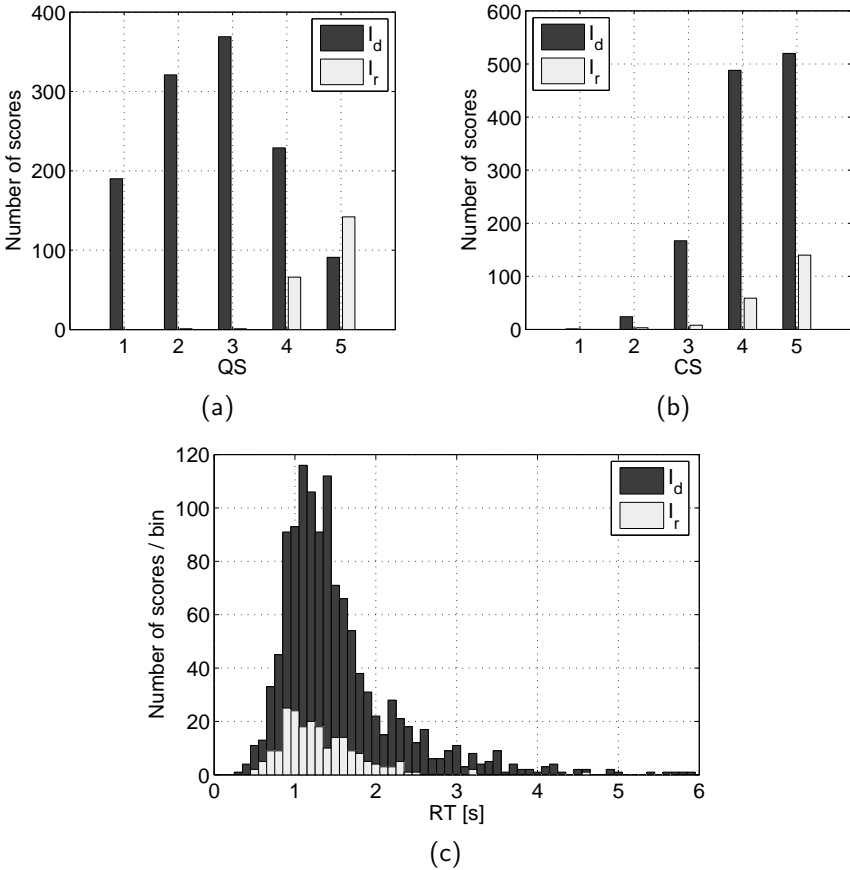 400
300
200
100
0
Number of scores
1 2 3 4 5
QS
I_d
I_r
(a)
600
500
400
300
200
100
0
Number of scores
1 2 3 4 5
CS
I_d
I_r
(b)
120
100
80
60
40
20
0
Number of scores / bin
0 1 2 3 4 5 6
RT [s]
I_d
I_r
(c)